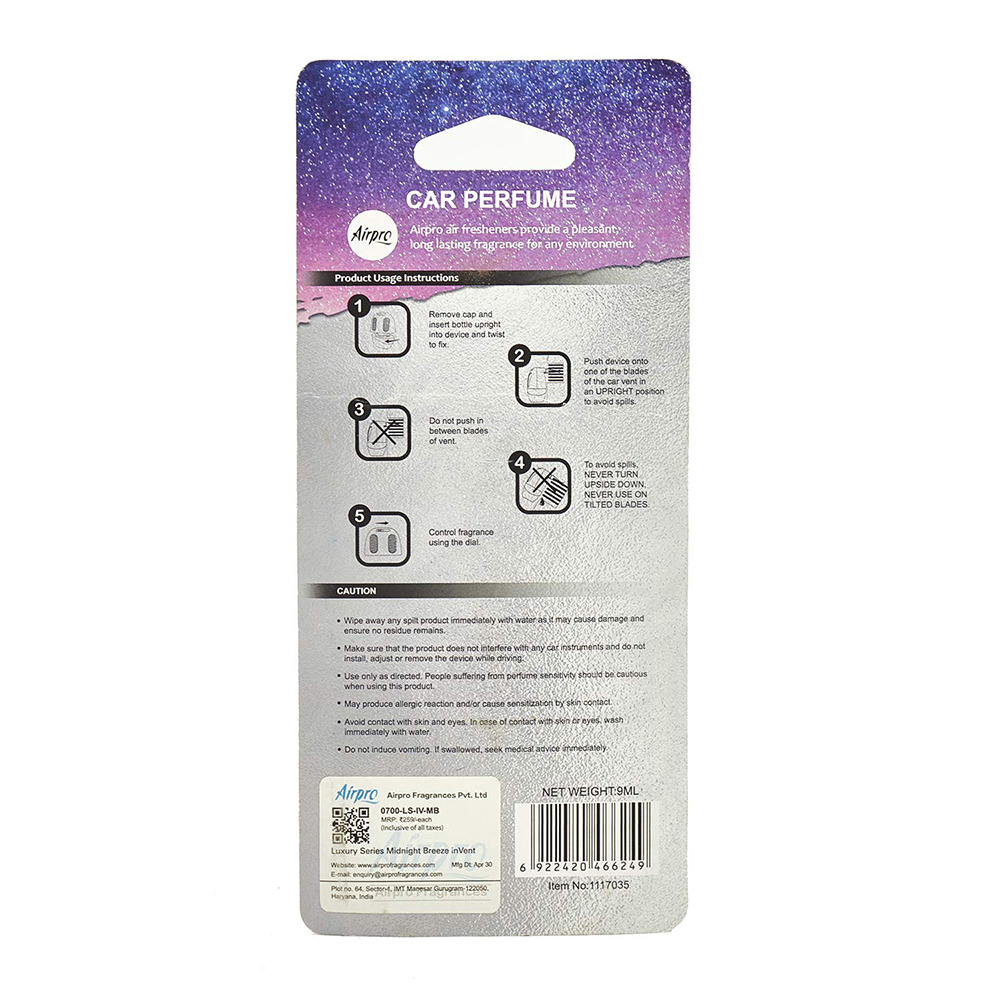 CAR PERFUME
Airpro
Airpro air fresheners provide a pleasant,
long lasting fragrance for any environment
Product Usage Instructions
1
Remove cap and
insert bottle upright
into device and twist
to fix.
2
Push device onto
one of the blades
of the car vent in
an UPRIGHT position
to avoid spills.
3
Do not push in
between blades
of vent.
4
To avoid spills,
NEVER TURN
UPSIDE DOWN,
NEVER USE ON
TILTED BLADES.
5
Control fragrance
using the dial.
CAUTION
• Wipe away any spilt product immediately with water as it may cause damage and
ensure no residue remains.
• Make sure that the product does not interfere with any car instruments and do not
install, adjust or remove the device while driving.
• Use only as directed. People suffering from perfume sensitivity should be cautious
when using this product.
• May produce allergic reaction and/or cause sensitization by skin contact.
• Avoid contact with skin and eyes. In case of contact with skin or eyes, wash
immediately with water.
• Do not induce vomiting. If swallowed, seek medical advice immediately.
Airpro
Airpro Fragrances Pvt. Ltd
0700-LS-IV-MB
MRP: ₹259/-each
(Inclusive of all taxes)
Luxury Series Midnight Breeze inVent
Website: www.airprofragrances.com Mfg Dt: Apr 30
E-mail: enquiry@airprofragrances.com
Plot no. 64, Sector-1, IMT Manesar Gurugram-122050,
Haryana, India
Airpro
Airpro Fragrances
NET WEIGHT:9ML
6 922420 466249
Item No:1117035